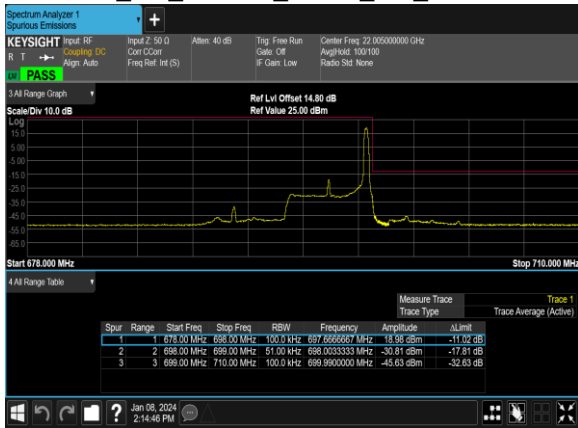 Spectrum Analyzer 1
Spurious Emissions
KEYSIGHT Input: RF Input Z: 50 Ω Atten: 40 dB Trig: Free Run Center Freq: 22.005000000 GHz
R T Coupling: DC Corr CCorr Gate: Off Avg|Hold: 100/100
Align: Auto Freq Ref: Int (S) IF Gain: Low Radio Std: None
PASS
3 All Range Graph
Ref Lvl Offset 14.80 dB
Scale/Div 10.0 dB Ref Value 25.00 dBm
Log
15.0
5.00
-5.00
-15.0
-25.0
-35.0
-45.0
-55.0
-65.0
Start 678.000 MHz Stop 710.000 MHz
4 All Range Table
Measure Trace Trace 1
Trace Type Trace Average (Active)
Spur Range Start Freq Stop Freq RBW Frequency Amplitude ΔLimit
1 1 678.00 MHz 698.00 MHz 100.0 kHz 697.6666667 MHz 18.98 dBm -11.02 dB
2 2 698.00 MHz 699.00 MHz 51.00 kHz 698.0033333 MHz -30.81 dBm -17.81 dB
3 3 699.00 MHz 710.00 MHz 100.0 kHz 699.9900000 MHz -45.63 dBm -32.63 dB
Jan 08, 2024
2:14:46 PM